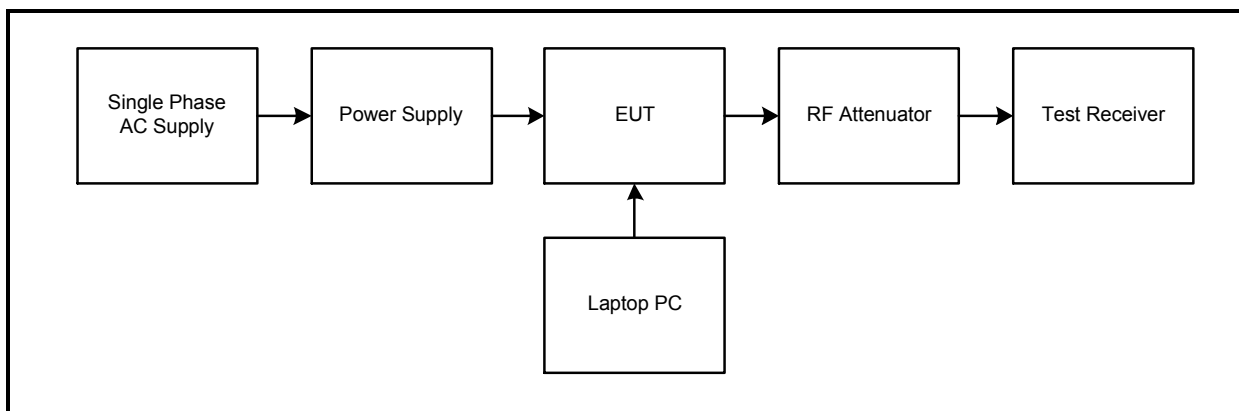 Single Phase
AC Supply
Power Supply
EUT
RF Attenuator
Test Receiver
Laptop PC